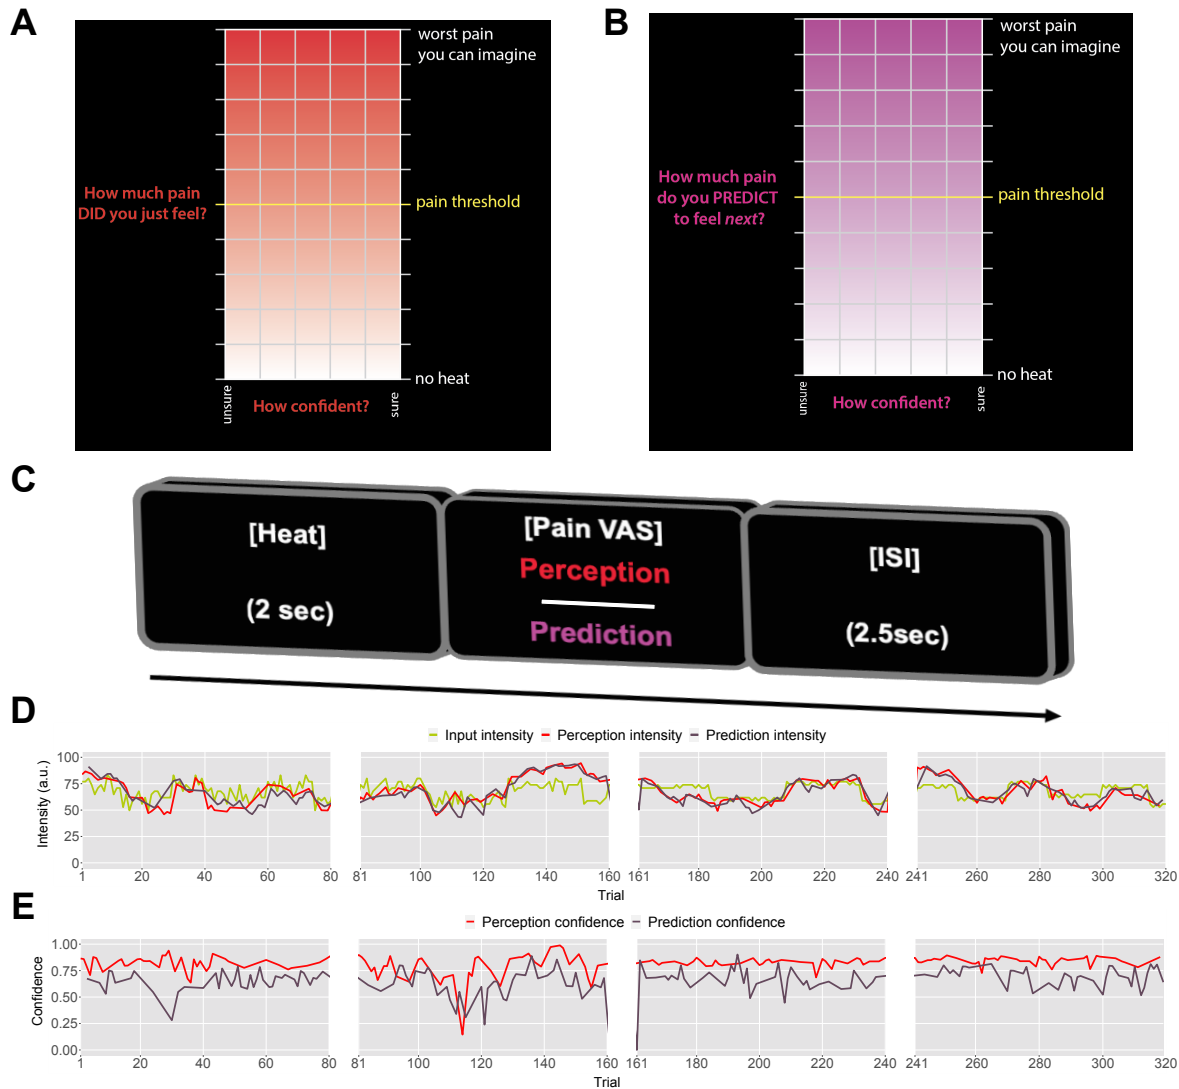 A
worst pain
you can imagine
How much pain
DID you just feel?
pain threshold
no heat
unsure
How confident?
sure
B
worst pain
you can imagine
How much pain
do you PREDICT
to feel next?
pain threshold
no heat
unsure
How confident?
sure
C
[Heat]
(2 sec)
[Pain VAS]
Perception
Prediction
[ISI]
(2.5sec)
D
Input intensity Perception intensity Prediction intensity
Intensity (a.u.)
100
75
50
25
0
1 20 40 60 80 81 100 120 140 160 161 180 200 220 240 241 260 280 300 320
Trial
E
Perception confidence Prediction confidence
Confidence
1.00
0.75
0.50
0.25
0.00
1 20 40 60 80 81 100 120 140 160 161 180 200 220 240 241 260 280 300 320
Trial